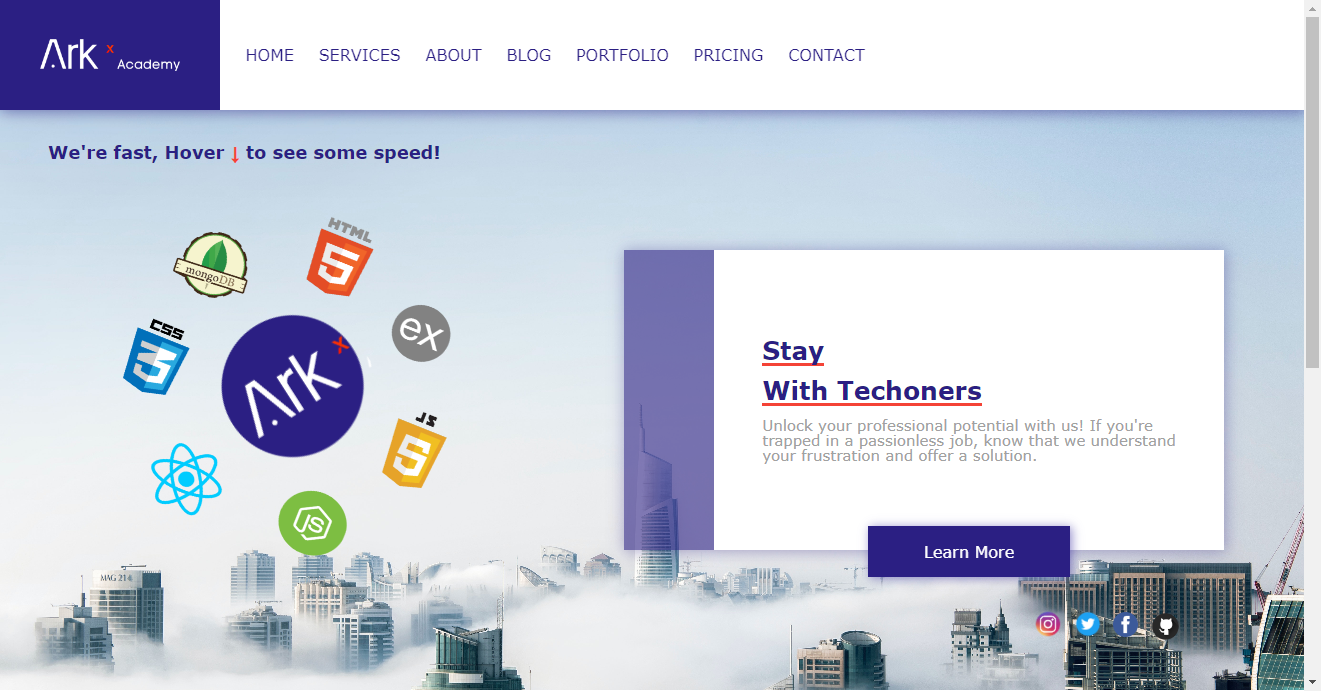 Ark x Academy
HOME SERVICES ABOUT BLOG PORTFOLIO PRICING CONTACT
We're fast, Hover ↓ to see some speed!
HTML
5
mongoDB
ex
CSS
3
Ark x
JS
5
JS
Stay
With Techoners
Unlock your professional potential with us! If you're
trapped in a passionless job, know that we understand
your frustration and offer a solution.
Learn More
MAG 214